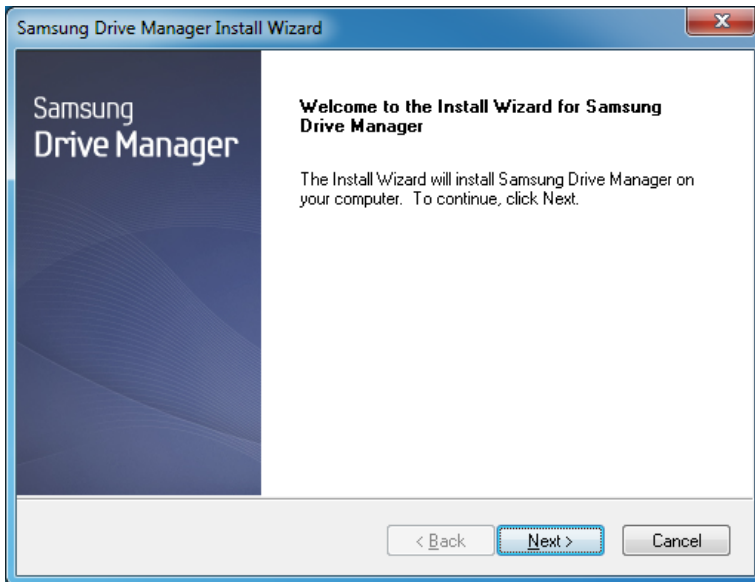 Samsung Drive Manager Install Wizard
Samsung
Drive Manager
Welcome to the Install Wizard for Samsung
Drive Manager
The Install Wizard will install Samsung Drive Manager on
your computer. To continue, click Next.
< Back
Next >
Cancel